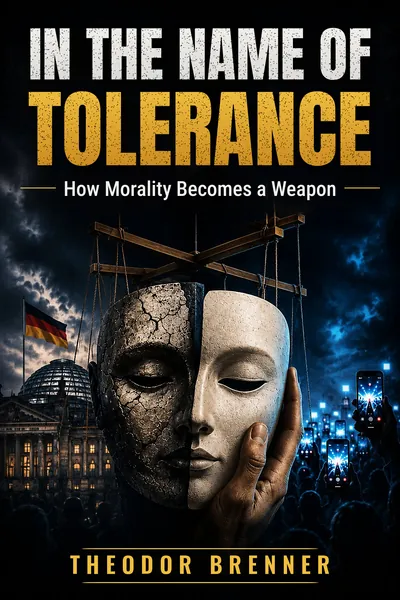 IN THE NAME OF
TOLERANCE
How Morality Becomes a Weapon
THEODOR BRENNER